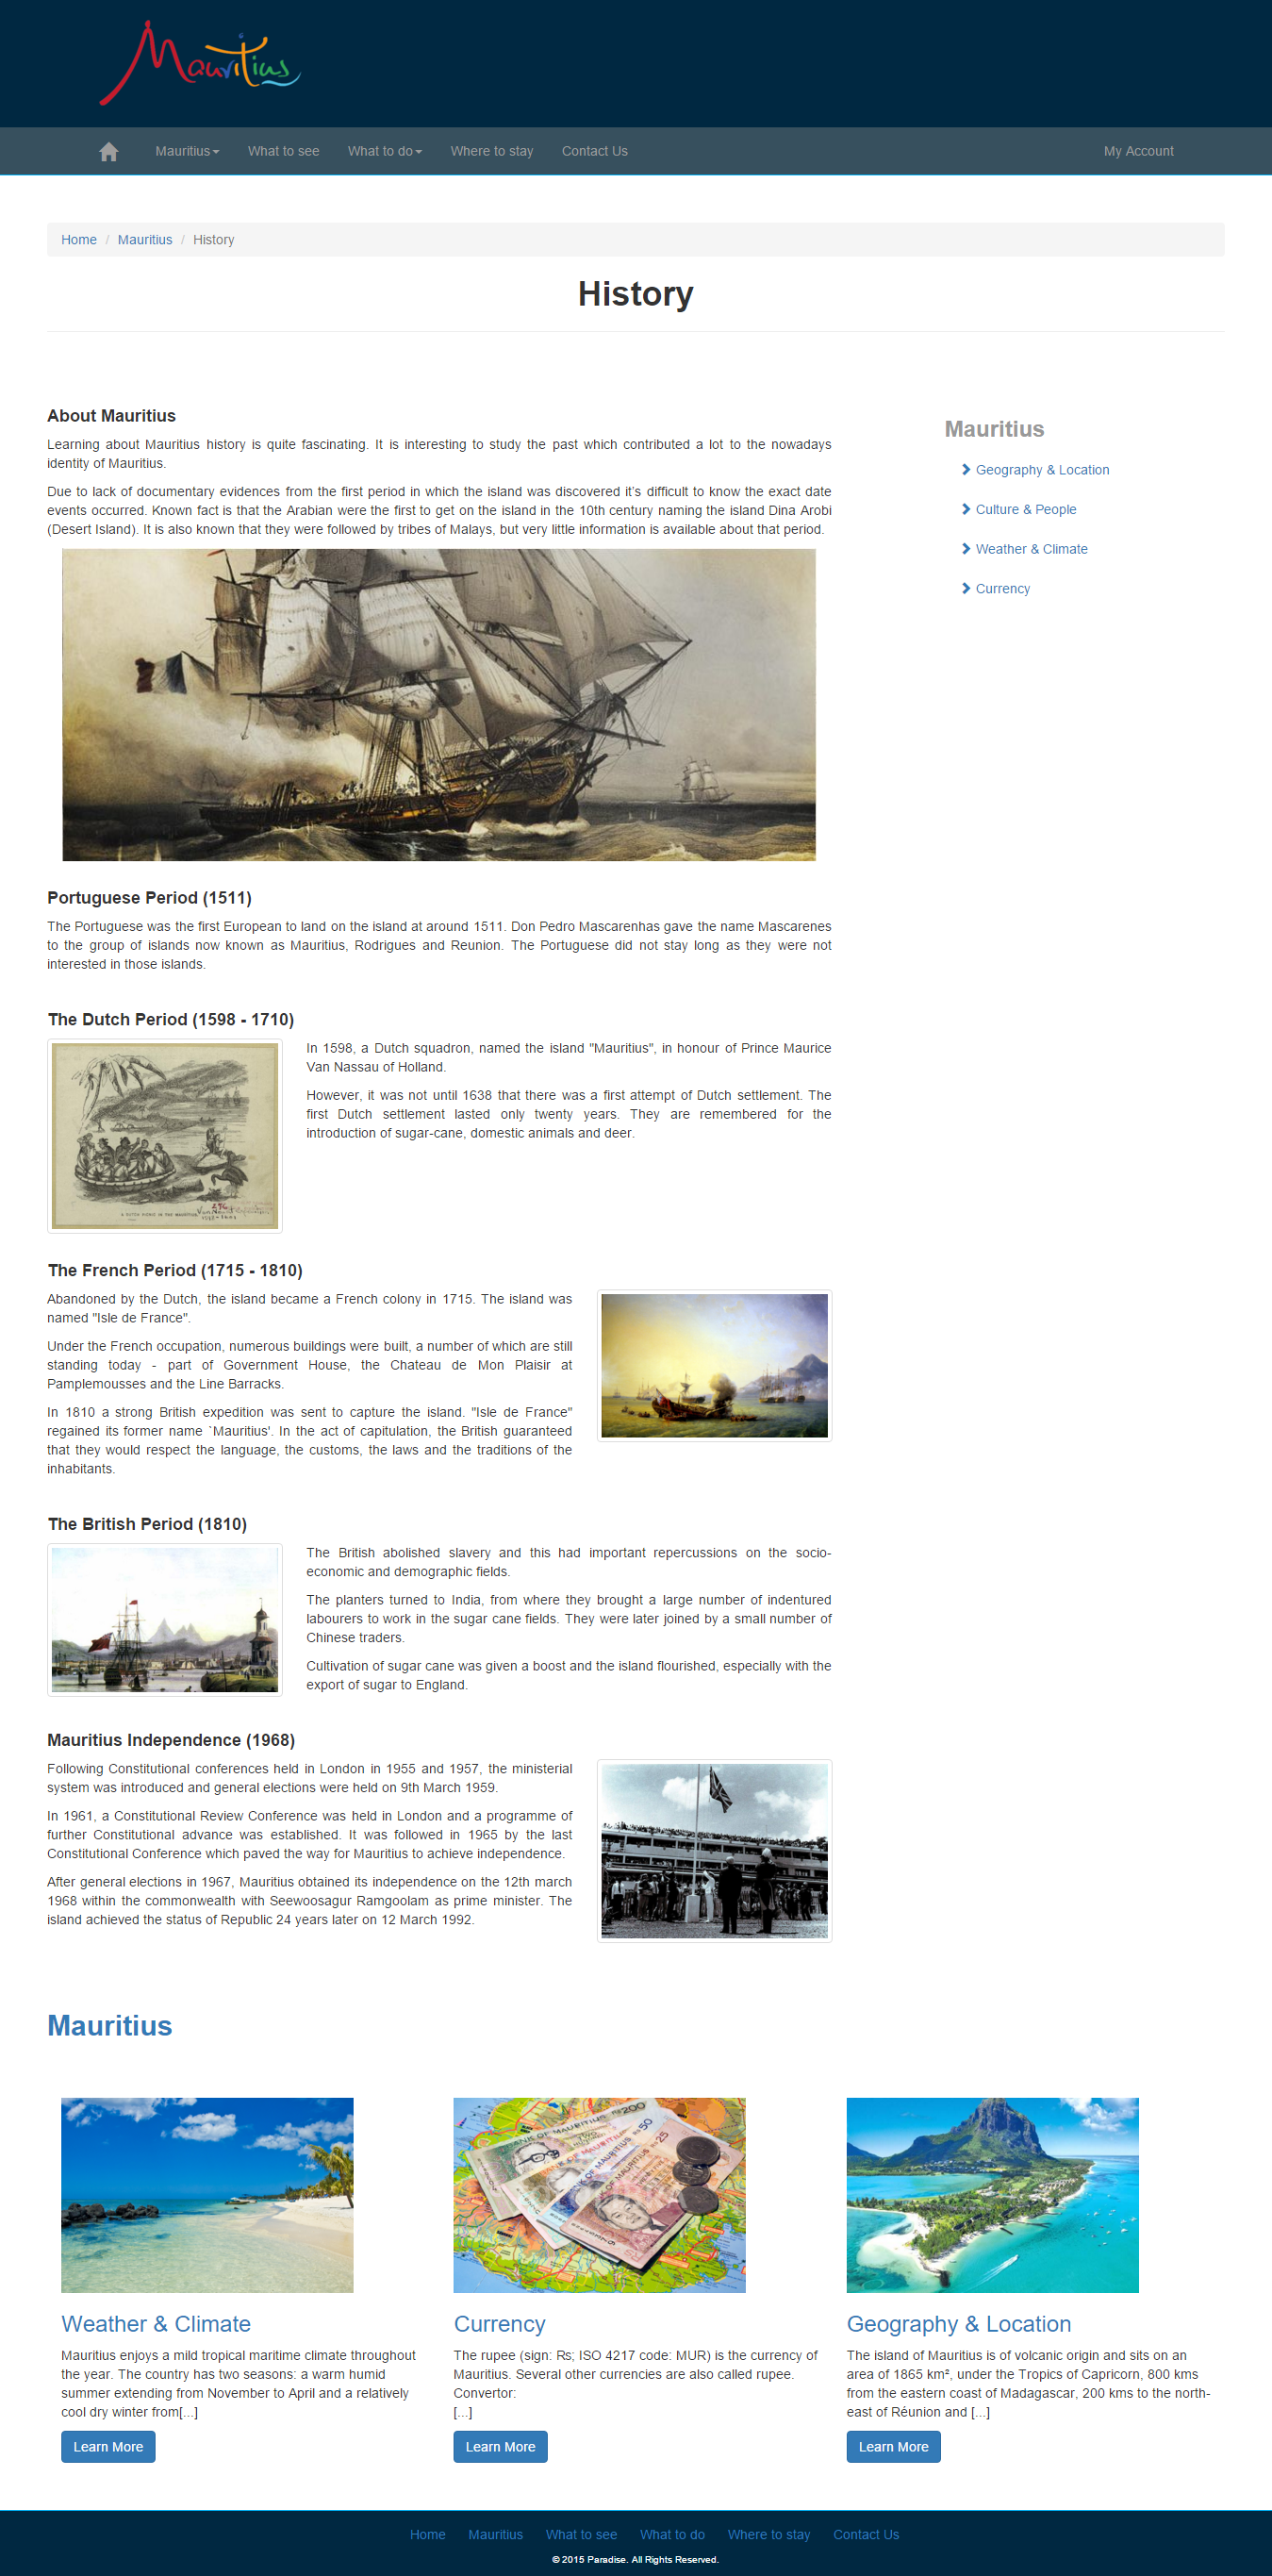 Mauritius
Mauritius
What to see
What to do
Where to stay
Contact Us
My Account
Home / Mauritius / History
History
About Mauritius
Learning about Mauritius history is quite fascinating. It is interesting to study the past which contributed a lot to the nowadays
identity of Mauritius.
Due to lack of documentary evidences from the first period in which the island was discovered it's difficult to know the exact date
events occurred. Known fact is that the Arabian were the first to get on the island in the 10th century naming the island Dina Arobi
(Desert Island). It is also known that they were followed by tribes of Malays, but very little information is available about that period.
Mauritius
Geography & Location
Culture & People
Weather & Climate
Currency
Portuguese Period (1511)
The Portuguese was the first European to land on the island at around 1511. Don Pedro Mascarenhas gave the name Mascarenes
to the group of islands now known as Mauritius, Rodrigues and Reunion. The Portuguese did not stay long as they were not
interested in those islands.
The Dutch Period (1598 - 1710)
In 1598, a Dutch squadron, named the island "Mauritius", in honour of Prince Maurice
Van Nassau of Holland.
However, it was not until 1638 that there was a first attempt of Dutch settlement. The
first Dutch settlement lasted only twenty years. They are remembered for the
introduction of sugar-cane, domestic animals and deer.
The French Period (1715 - 1810)
Abandoned by the Dutch, the island became a French colony in 1715. The island was
named "Isle de France".
Under the French occupation, numerous buildings were built, a number of which are still
standing today - part of Government House, the Chateau de Mon Plaisir at
Pamplemousses and the Line Barracks.
In 1810 a strong British expedition was sent to capture the island. "Isle de France"
regained its former name `Mauritius'. In the act of capitulation, the British guaranteed
that they would respect the language, the customs, the laws and the traditions of the
inhabitants.
The British Period (1810)
The British abolished slavery and this had important repercussions on the socio-
economic and demographic fields.
The planters turned to India, from where they brought a large number of indentured
labourers to work in the sugar cane fields. They were later joined by a small number of
Chinese traders.
Cultivation of sugar cane was given a boost and the island flourished, especially with the
export of sugar to England.
Mauritius Independence (1968)
Following Constitutional conferences held in London in 1955 and 1957, the ministerial
system was introduced and general elections were held on 9th March 1959.
In 1961, a Constitutional Review Conference was held in London and a programme of
further Constitutional advance was established. It was followed in 1965 by the last
Constitutional Conference which paved the way for Mauritius to achieve independence.
After general elections in 1967, Mauritius obtained its independence on the 12th march
1968 within the commonwealth with Seewoosagur Ramgoolam as prime minister. The
island achieved the status of Republic 24 years later on 12 March 1992.
Mauritius
BANK OF MAURITIUS
200
50
25
Weather & Climate
Mauritius enjoys a mild tropical maritime climate throughout
the year. The country has two seasons: a warm humid
summer extending from November to April and a relatively
cool dry winter from[...]
Learn More
Currency
The rupee (sign: Rs; ISO 4217 code: MUR) is the currency of
Mauritius. Several other currencies are also called rupee.
Convertor:
[...]
Learn More
Geography & Location
The island of Mauritius is of volcanic origin and sits on an
area of 1865 km², under the Tropics of Capricorn, 800 kms
from the eastern coast of Madagascar, 200 kms to the north-
east of Réunion and [...]
Learn More
Home
Mauritius
What to see
What to do
Where to stay
Contact Us
© 2015 Paradise. All Rights Reserved.